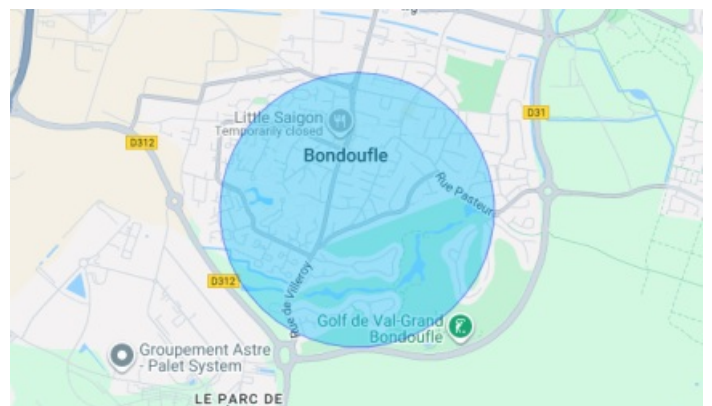 Little Saigon
Temporarily closed
D31
D312
Bondoufle
Rue Pasteur
D312
Rue de Villeroy
Golf de Val-Grand
Bondoufle
Groupement Astre
- Palet System
LE PARC DE